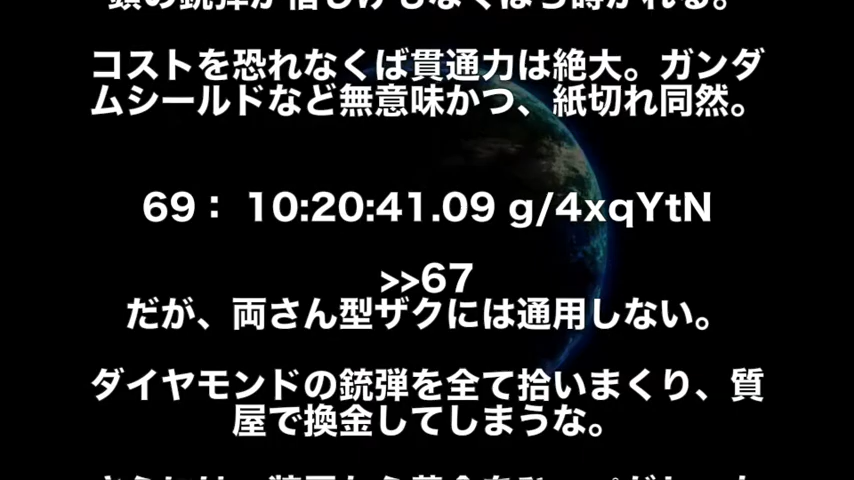 コストを恐れなくば貫通力は絶大。ガンダ
ムシールドなど無意味かつ、紙切れ同然。
69： 10:20:41.09 g/4xqYtN
>>67
だが、両さん型ザクには通用しない。
ダイヤモンドの銃弾を全て拾いまくり、質
屋で換金してしまうな。